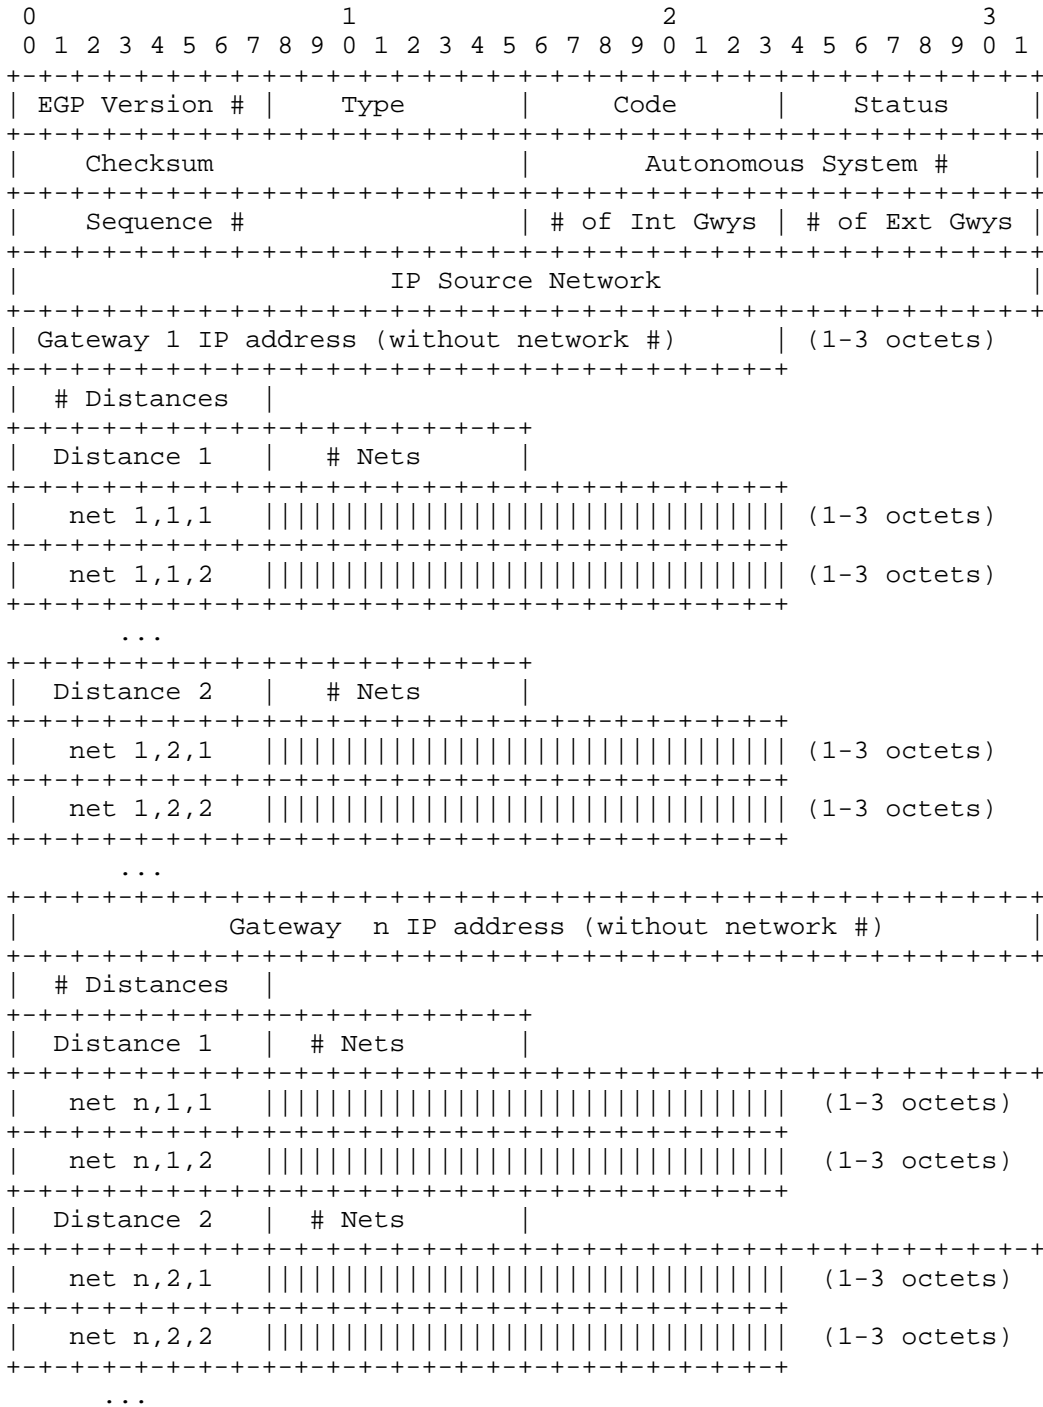 0                   1                   2                   3
 0 1 2 3 4 5 6 7 8 9 0 1 2 3 4 5 6 7 8 9 0 1 2 3 4 5 6 7 8 9 0 1
+-+-+-+-+-+-+-+-+-+-+-+-+-+-+-+-+-+-+-+-+-+-+-+-+-+-+-+-+-+-+-+-+
| EGP Version # |    Type       |     Code      |    Status     |
+-+-+-+-+-+-+-+-+-+-+-+-+-+-+-+-+-+-+-+-+-+-+-+-+-+-+-+-+-+-+-+-+
|    Checksum                   |       Autonomous System #     |
+-+-+-+-+-+-+-+-+-+-+-+-+-+-+-+-+-+-+-+-+-+-+-+-+-+-+-+-+-+-+-+-+
|    Sequence #                 | # of Int Gwys | # of Ext Gwys |
+-+-+-+-+-+-+-+-+-+-+-+-+-+-+-+-+-+-+-+-+-+-+-+-+-+-+-+-+-+-+-+-+
|                       IP Source Network                       |
+-+-+-+-+-+-+-+-+-+-+-+-+-+-+-+-+-+-+-+-+-+-+-+-+-+-+-+-+-+-+-+-+
| Gateway 1 IP address (without network #)      | (1-3 octets)
+-+-+-+-+-+-+-+-+-+-+-+-+-+-+-+-+-+-+-+-+-+-+-+-+
|  # Distances  |
+-+-+-+-+-+-+-+-+-+-+-+-+-+-+-+-+
|  Distance 1   |   # Nets      |
+-+-+-+-+-+-+-+-+-+-+-+-+-+-+-+-+-+-+-+-+-+-+-+-+
|   net 1,1,1   ||||||||||||||||||||||||||||||||| (1-3 octets)
+-+-+-+-+-+-+-+-+-+-+-+-+-+-+-+-+-+-+-+-+-+-+-+-+
|   net 1,1,2   ||||||||||||||||||||||||||||||||| (1-3 octets)
+-+-+-+-+-+-+-+-+-+-+-+-+-+-+-+-+-+-+-+-+-+-+-+-+
       ...
+-+-+-+-+-+-+-+-+-+-+-+-+-+-+-+-+
|  Distance 2   |   # Nets      |
+-+-+-+-+-+-+-+-+-+-+-+-+-+-+-+-+-+-+-+-+-+-+-+-+
|   net 1,2,1   ||||||||||||||||||||||||||||||||| (1-3 octets)
+-+-+-+-+-+-+-+-+-+-+-+-+-+-+-+-+-+-+-+-+-+-+-+-+
|   net 1,2,2   ||||||||||||||||||||||||||||||||| (1-3 octets)
+-+-+-+-+-+-+-+-+-+-+-+-+-+-+-+-+-+-+-+-+-+-+-+-+
       ...
+-+-+-+-+-+-+-+-+-+-+-+-+-+-+-+-+-+-+-+-+-+-+-+-+-+-+-+-+-+-+-+-+
|             Gateway  n IP address (without network #)         |
+-+-+-+-+-+-+-+-+-+-+-+-+-+-+-+-+-+-+-+-+-+-+-+-+-+-+-+-+-+-+-+-+
|  # Distances  |
+-+-+-+-+-+-+-+-+-+-+-+-+-+-+-+-+
|  Distance 1   |  # Nets       |
+-+-+-+-+-+-+-+-+-+-+-+-+-+-+-+-+-+-+-+-+-+-+-+-+-+-+-+-+-+-+-+-+
|   net n,1,1   |||||||||||||||||||||||||||||||||  (1-3 octets)
+-+-+-+-+-+-+-+-+-+-+-+-+-+-+-+-+-+-+-+-+-+-+-+-+
|   net n,1,2   |||||||||||||||||||||||||||||||||  (1-3 octets)
+-+-+-+-+-+-+-+-+-+-+-+-+-+-+-+-+-+-+-+-+-+-+-+-+
|  Distance 2   |  # Nets       |
+-+-+-+-+-+-+-+-+-+-+-+-+-+-+-+-+-+-+-+-+-+-+-+-+-+-+-+-+-+-+-+-+
|   net n,2,1   |||||||||||||||||||||||||||||||||  (1-3 octets)
+-+-+-+-+-+-+-+-+-+-+-+-+-+-+-+-+-+-+-+-+-+-+-+-+
|   net n,2,2   |||||||||||||||||||||||||||||||||  (1-3 octets)
+-+-+-+-+-+-+-+-+-+-+-+-+-+-+-+-+-+-+-+-+-+-+-+-+
      ...